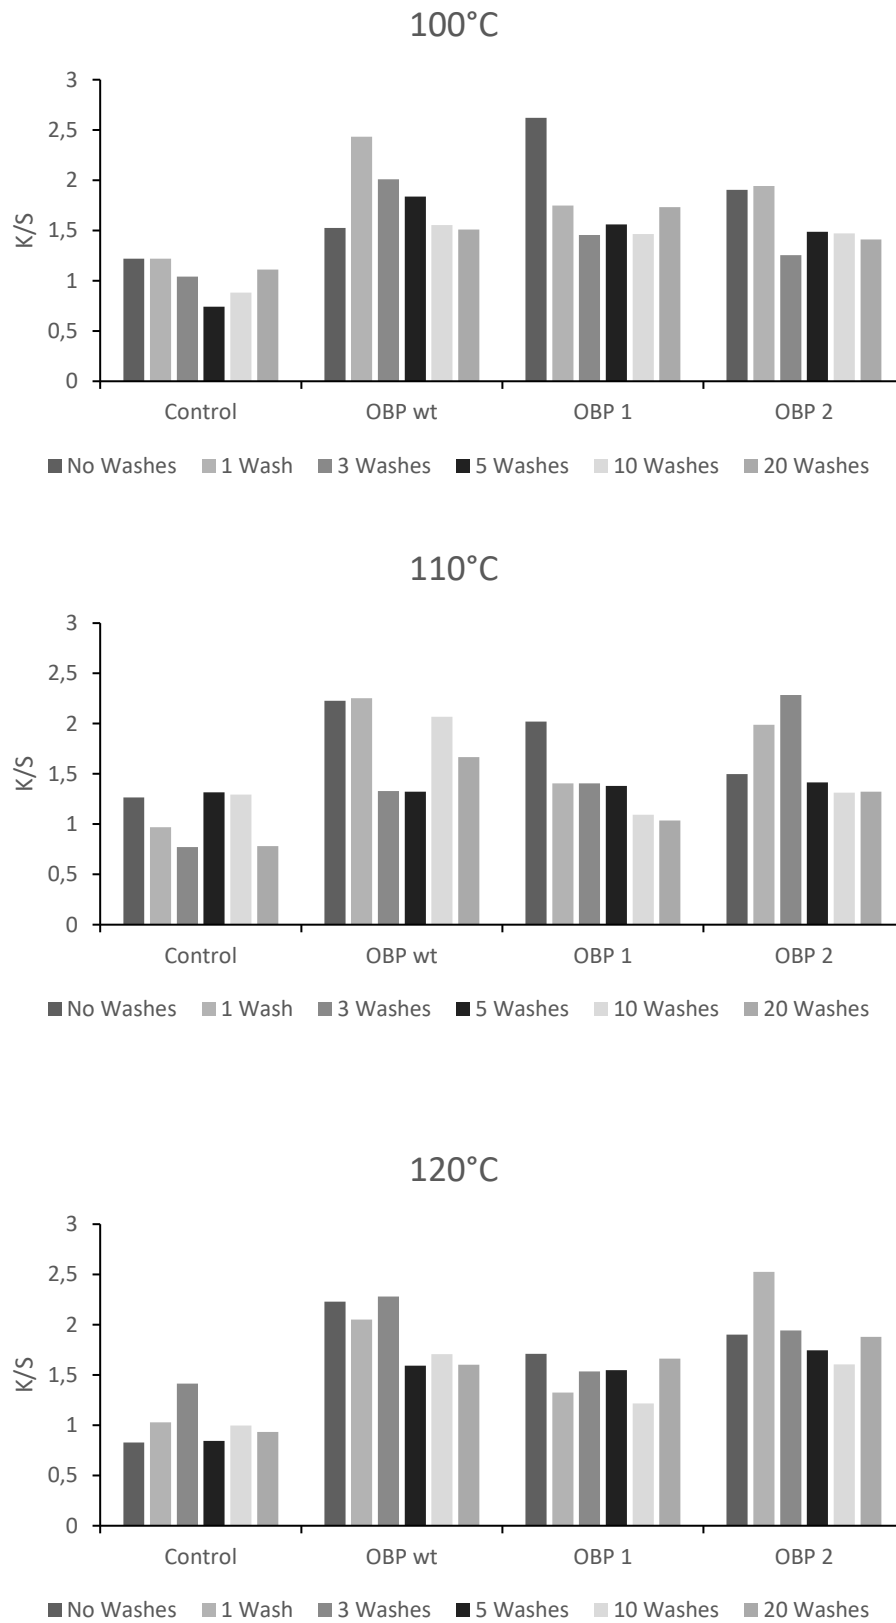 100°C
3
2,5
2
1,5
1
0,5
0
K/S
Control OBP wt OBP 1 OBP 2
No Washes 1 Wash 3 Washes 5 Washes 10 Washes 20 Washes
110°C
3
2,5
2
1,5
1
0,5
0
K/S
Control OBP wt OBP 1 OBP 2
No Washes 1 Wash 3 Washes 5 Washes 10 Washes 20 Washes
120°C
3
2,5
2
1,5
1
0,5
0
K/S
Control OBP wt OBP 1 OBP 2
No Washes 1 Wash 3 Washes 5 Washes 10 Washes 20 Washes